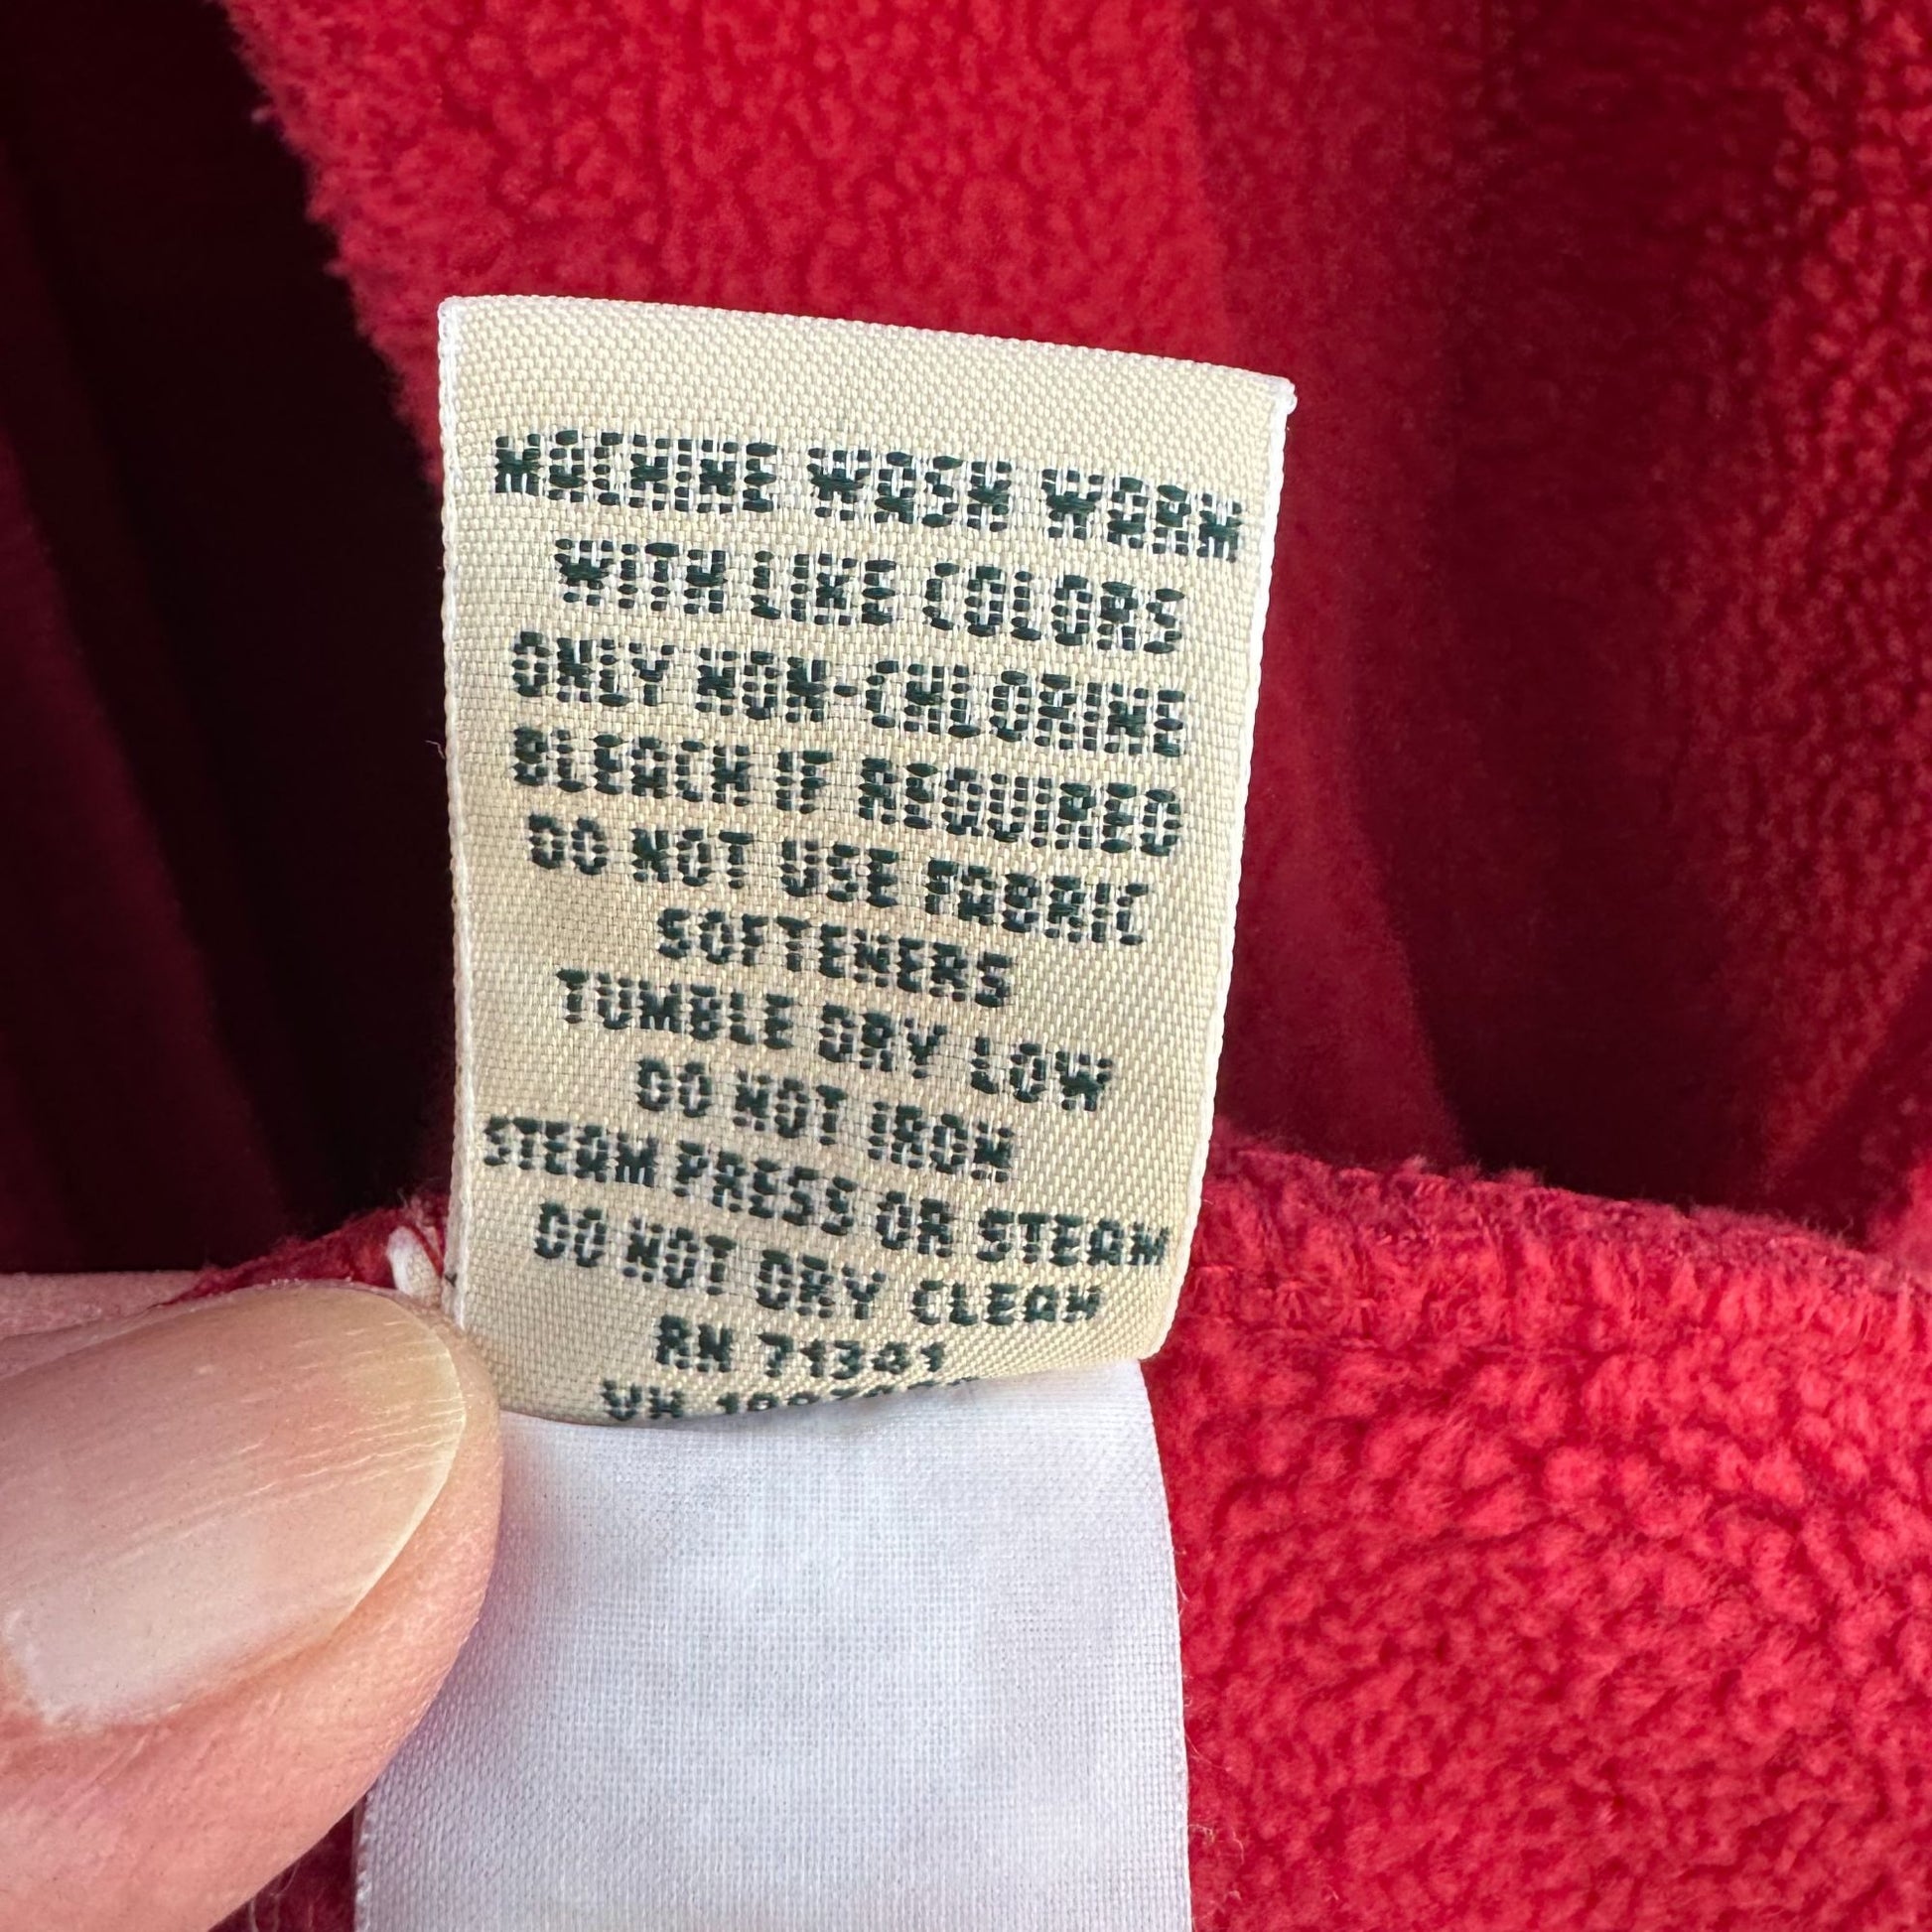 MACHINE WASH WARM
WITH LIKE COLORS
ONLY NON-CHLORINE
BLEACH IF REQUIRED
DO NOT USE FABRIC
SOFTENERS
TUMBLE DRY LOW
DO NOT IRON
STEAM PRESS OR STEAM
DO NOT DRY CLEAN
RN 71341